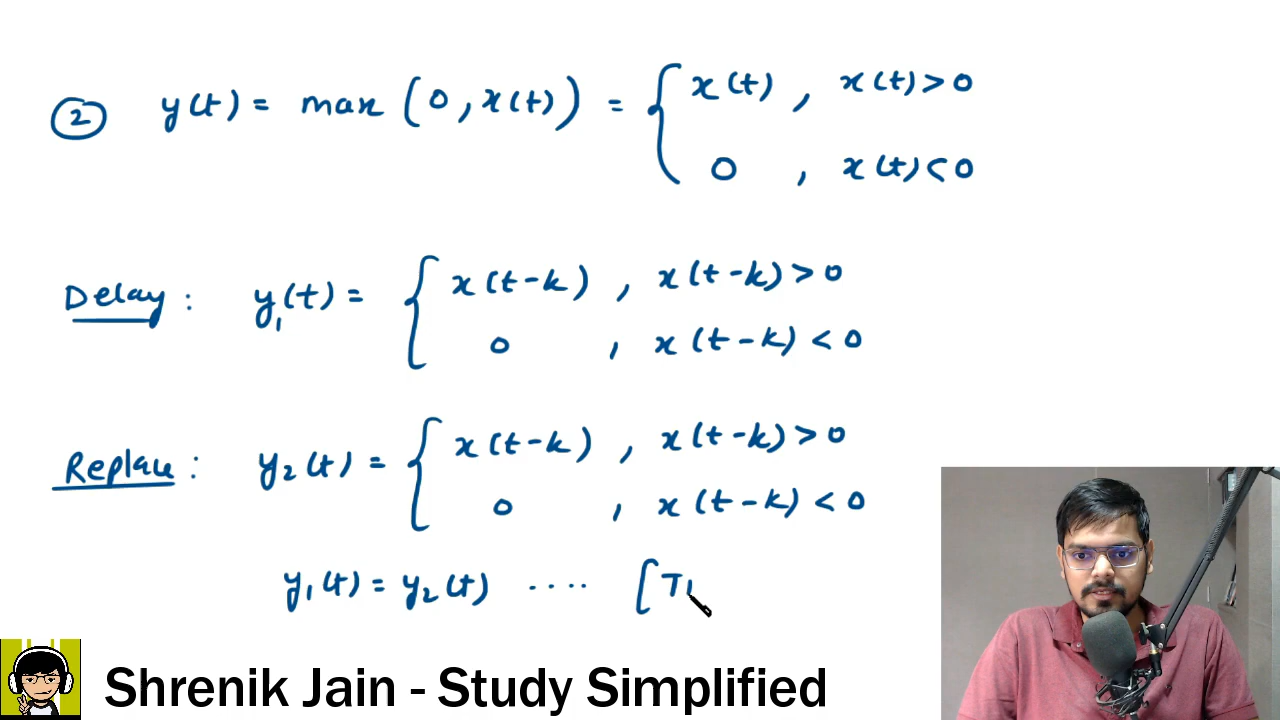 ② y(t) = max (0, x(t)) = { x(t) , x(t) > 0
0 , x(t) < 0
Delay : y₁(t) = { x(t-k) , x(t-k) > 0
0 , x(t-k) < 0
Replace : y₂(t) = { x(t-k) , x(t-k) > 0
0 , x(t-k) < 0
y₁(t) = y₂(t) .... [TI
Shrenik Jain - Study Simplified